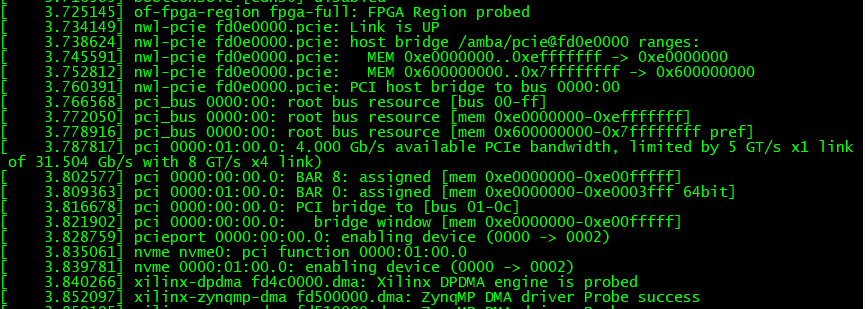 [    3.725145] of-fpga-region fpga-full: FPGA Region probed
[    3.734149] nwl-pcie fd0e0000.pcie: Link is UP
[    3.738624] nwl-pcie fd0e0000.pcie: host bridge /amba/pcie@fd0e0000 ranges:
[    3.745591] nwl-pcie fd0e0000.pcie:   MEM 0xe0000000..0xefffffff -> 0xe0000000
[    3.752812] nwl-pcie fd0e0000.pcie:   MEM 0x600000000..0x7ffffffff -> 0x600000000
[    3.760391] nwl-pcie fd0e0000.pcie: PCI host bridge to bus 0000:00
[    3.766568] pci_bus 0000:00: root bus resource [bus 00-ff]
[    3.772050] pci_bus 0000:00: root bus resource [mem 0xe0000000-0xefffffff]
[    3.778916] pci_bus 0000:00: root bus resource [mem 0x600000000-0x7ffffffff pref]
[    3.787817] pci 0000:01:00.0: 4.000 Gb/s available PCIe bandwidth, limited by 5 GT/s x1 link
of 31.504 Gb/s with 8 GT/s x4 link)
[    3.802577] pci 0000:00:00.0: BAR 8: assigned [mem 0xe0000000-0xe00fffff]
[    3.809363] pci 0000:01:00.0: BAR 0: assigned [mem 0xe0000000-0xe0003fff 64bit]
[    3.816678] pci 0000:00:00.0: PCI bridge to [bus 01-0c]
[    3.821902] pci 0000:00:00.0:   bridge window [mem 0xe0000000-0xe00fffff]
[    3.828759] pcieport 0000:00:00.0: enabling device (0000 -> 0002)
[    3.835061] nvme nvme0: pci function 0000:01:00.0
[    3.839781] nvme 0000:01:00.0: enabling device (0000 -> 0002)
[    3.840266] xilinx-dpdma fd4c0000.dma: Xilinx DPDMA engine is probed
[    3.852097] xilinx-zynqmp-dma fd500000.dma: ZynqMP DMA driver Probe success